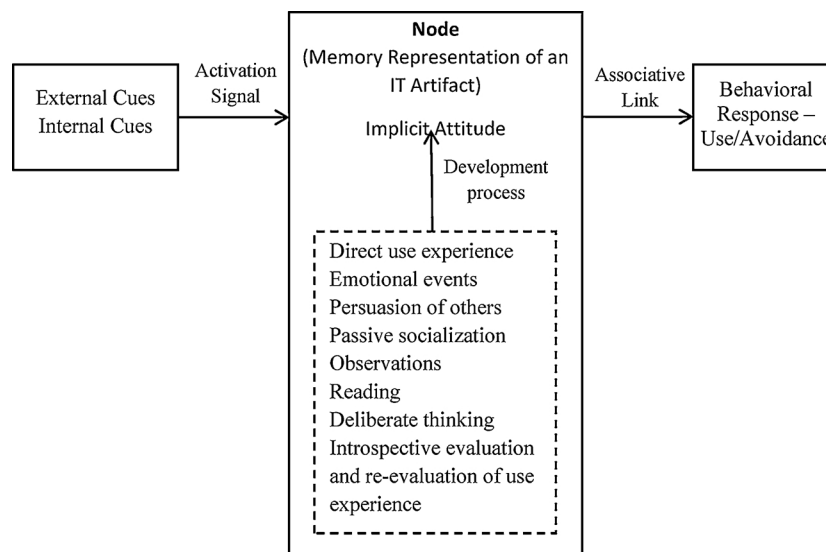 External Cues
Internal Cues
Activation
Signal
Node
(Memory Representation of an
IT Artifact)
Implicit Attitude
Development
process
Direct use experience
Emotional events
Persuasion of others
Passive socialization
Observations
Reading
Deliberate thinking
Introspective evaluation
and re-evaluation of use
experience
Associative
Link
Behavioral
Response –
Use/Avoidance